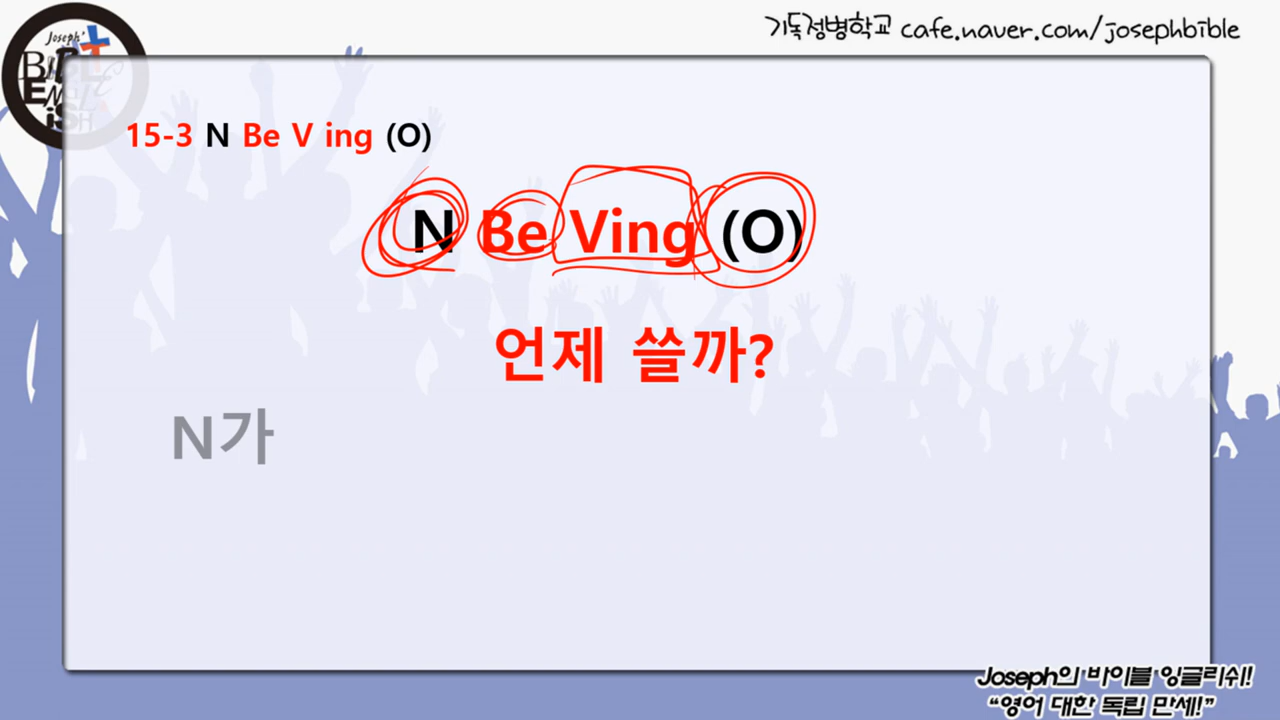 기독정병학교 cafe.naver.com/josephbible
Joseph'
BIBLE
ENGLISH
15-3 N Be V ing (O)
N Be Ving (O)
언제 쓸까?
N가
Joseph의 바이블 잉글리쉬!
“영어 대한 독립 만세!”